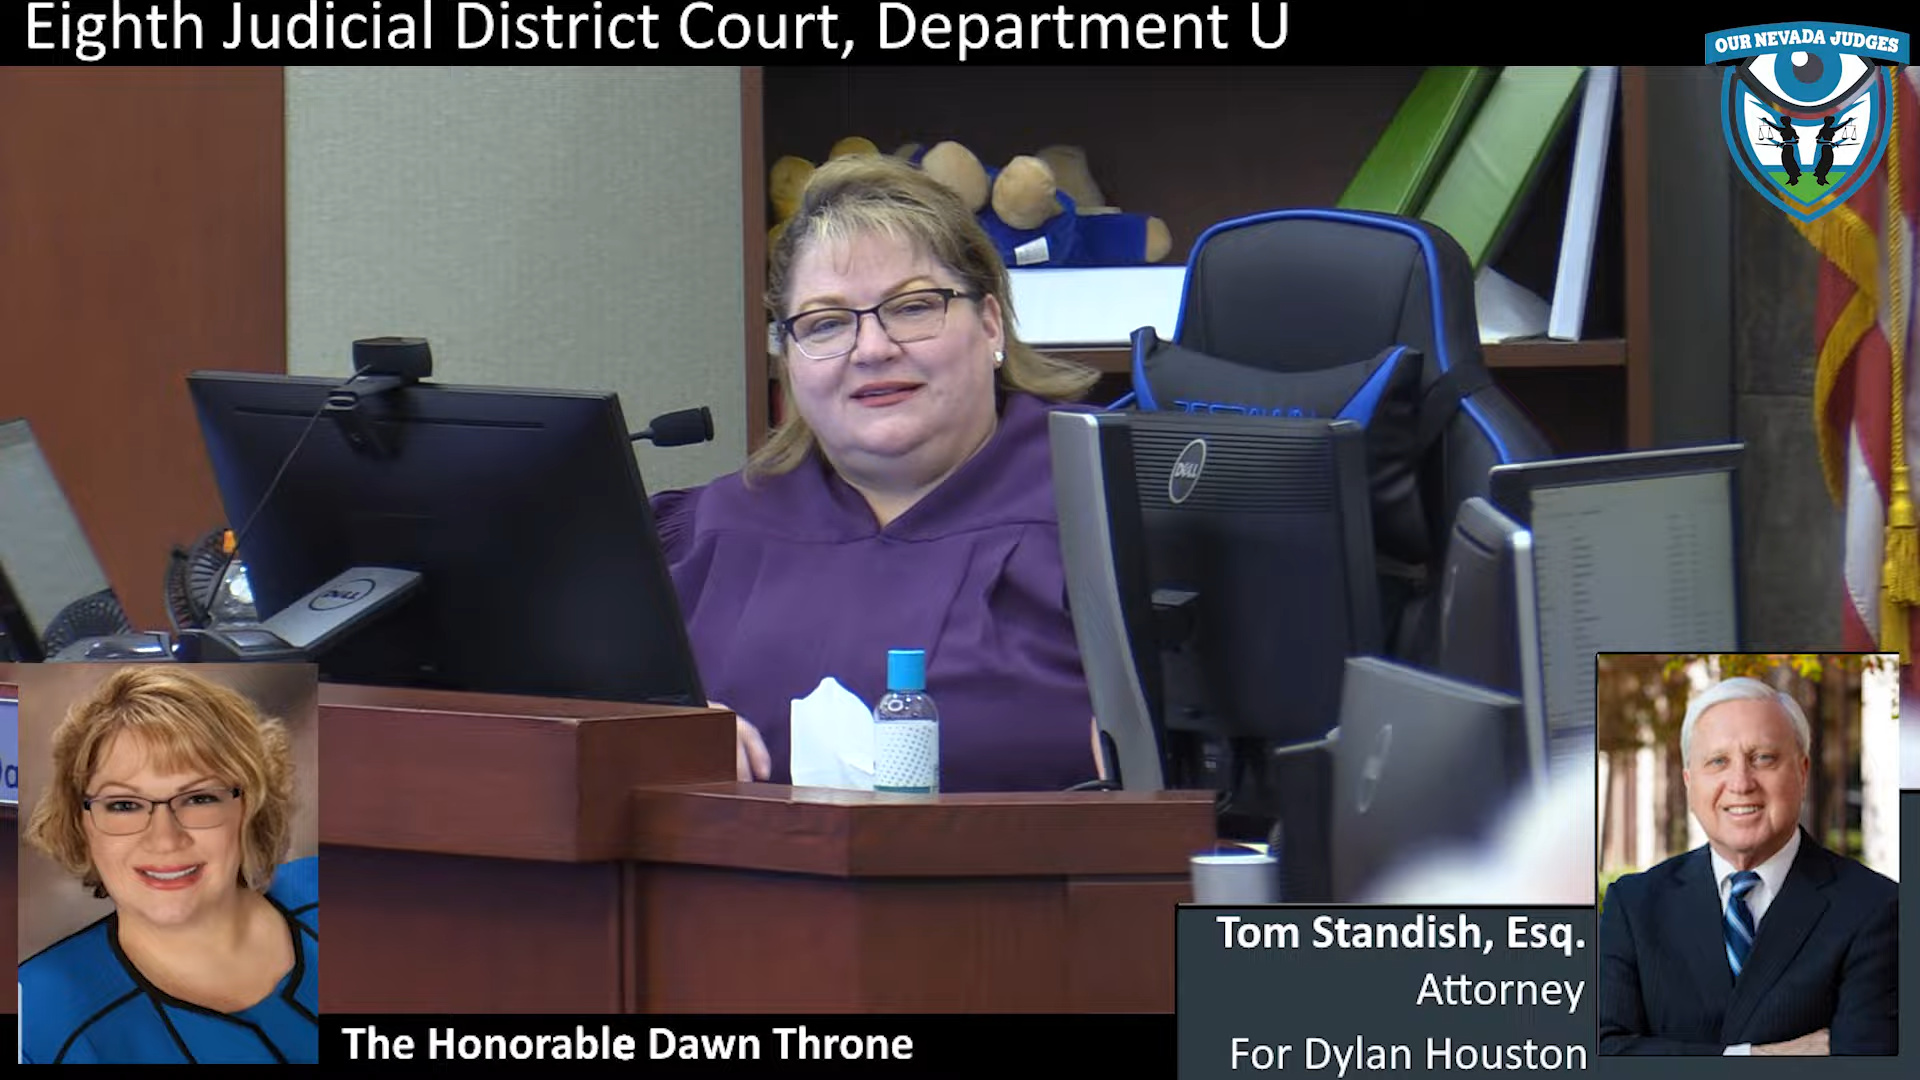 Eighth Judicial District Court, Department U
OUR NEVADA JUDGES
DELL
DELL
Tom Standish, Esq.
Attorney
For Dylan Houston
The Honorable Dawn Throne